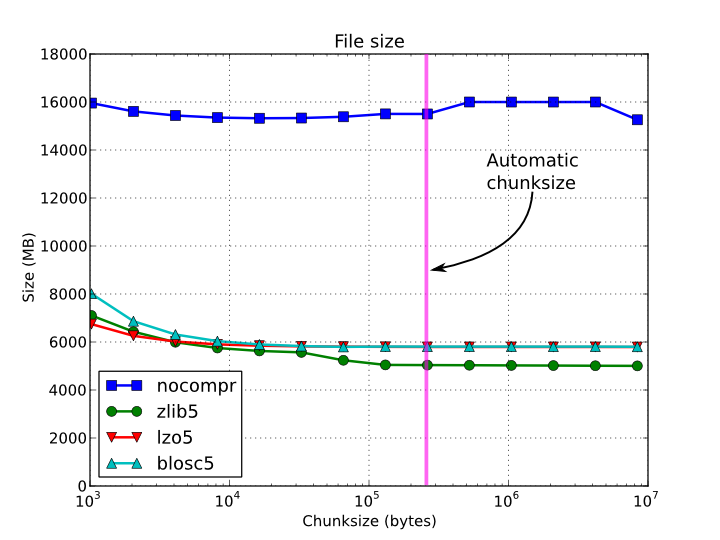 File size
18000
16000
14000
12000
10000
8000
6000
4000
2000
0
Size (MB)
Automatic
chunksize
nocompr
zlib5
lzo5
blosc5
10^3 10^4 10^5 10^6 10^7
Chunksize (bytes)